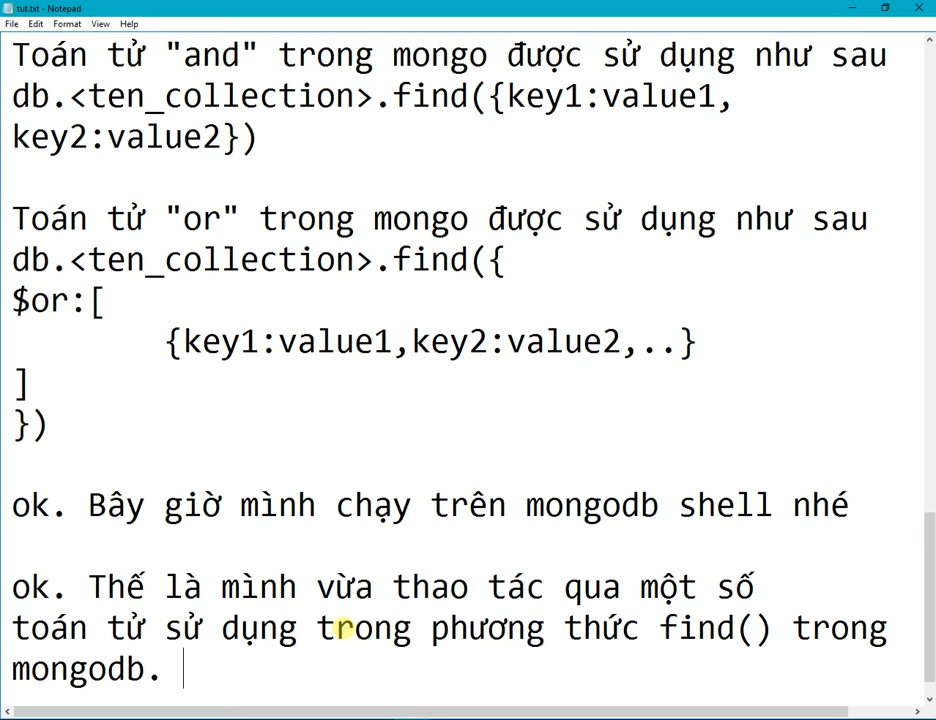 tut.txt - Notepad
File Edit Format View Help
Toán tử "and" trong mongo được sử dụng như sau
db.<ten_collection>.find({key1:value1,
key2:value2})
Toán tử "or" trong mongo được sử dụng như sau
db.<ten_collection>.find({
$or:[
{key1:value1,key2:value2,..}
]
})
ok. Bây giờ mình chạy trên mongodb shell nhé
ok. Thế là mình vừa thao tác qua một số
toán tử sử dụng trong phương thức find() trong
mongodb.